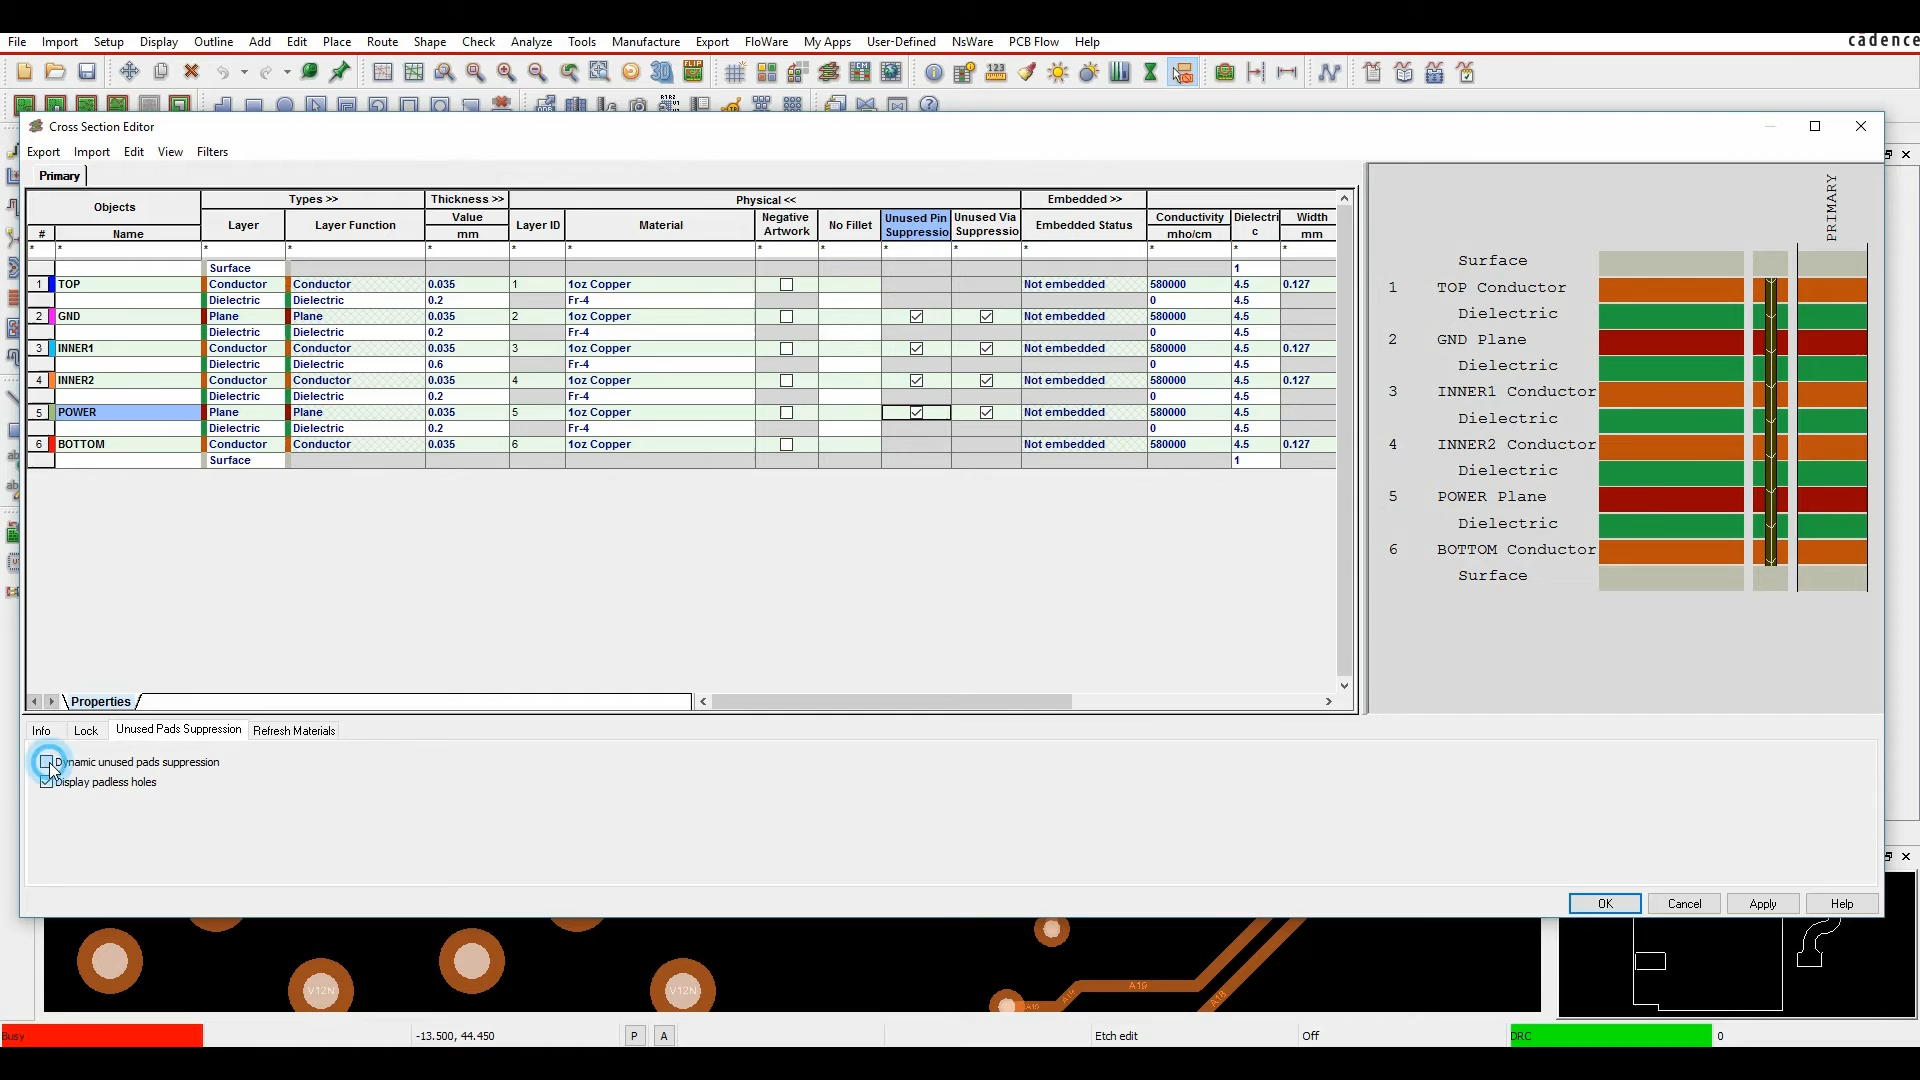 File Import Setup Display Outline Add Edit Place Route Shape Check Analyze Tools Manufacture Export FloWare My Apps User-Defined NsWare PCB Flow Help
cadence
Cross Section Editor
Export Import Edit View Filters
Primary
Objects Types >> Thickness >> Physical << Embedded >>
# Name Layer Layer Function Value mm Layer ID Material Negative Artwork No Fillet Unused Pin Suppressio Unused Via Suppressio Embedded Status Conductivity mho/cm Dielectri c Width mm
* * * * * * * * * * * * * * *
Surface 1
1 TOP Conductor Conductor 0.035 1 1oz Copper Not embedded 580000 4.5 0.127
Dielectric Dielectric 0.2 Fr-4 0 4.5
2 GND Plane Plane 0.035 2 1oz Copper Not embedded 580000 4.5
Dielectric Dielectric 0.2 Fr-4 0 4.5
3 INNER1 Conductor Conductor 0.035 3 1oz Copper Not embedded 580000 4.5 0.127
Dielectric Dielectric 0.6 Fr-4 0 4.5
4 INNER2 Conductor Conductor 0.035 4 1oz Copper Not embedded 580000 4.5 0.127
Dielectric Dielectric 0.2 Fr-4 0 4.5
5 POWER Plane Plane 0.035 5 1oz Copper Not embedded 580000 4.5
Dielectric Dielectric 0.2 Fr-4 0 4.5
6 BOTTOM Conductor Conductor 0.035 6 1oz Copper Not embedded 580000 4.5 0.127
Surface 1
PRIMARY
Surface
1 TOP Conductor
Dielectric
2 GND Plane
Dielectric
3 INNER1 Conductor
Dielectric
4 INNER2 Conductor
Dielectric
5 POWER Plane
Dielectric
6 BOTTOM Conductor
Surface
Properties
Info Lock Unused Pads Suppression Refresh Materials
Dynamic unused pads suppression
Display padless holes
OK Cancel Apply Help
V12N V12N A19 A19 A19 A18
Busy -13.500, 44.450 P A Etch edit Off DRC 0